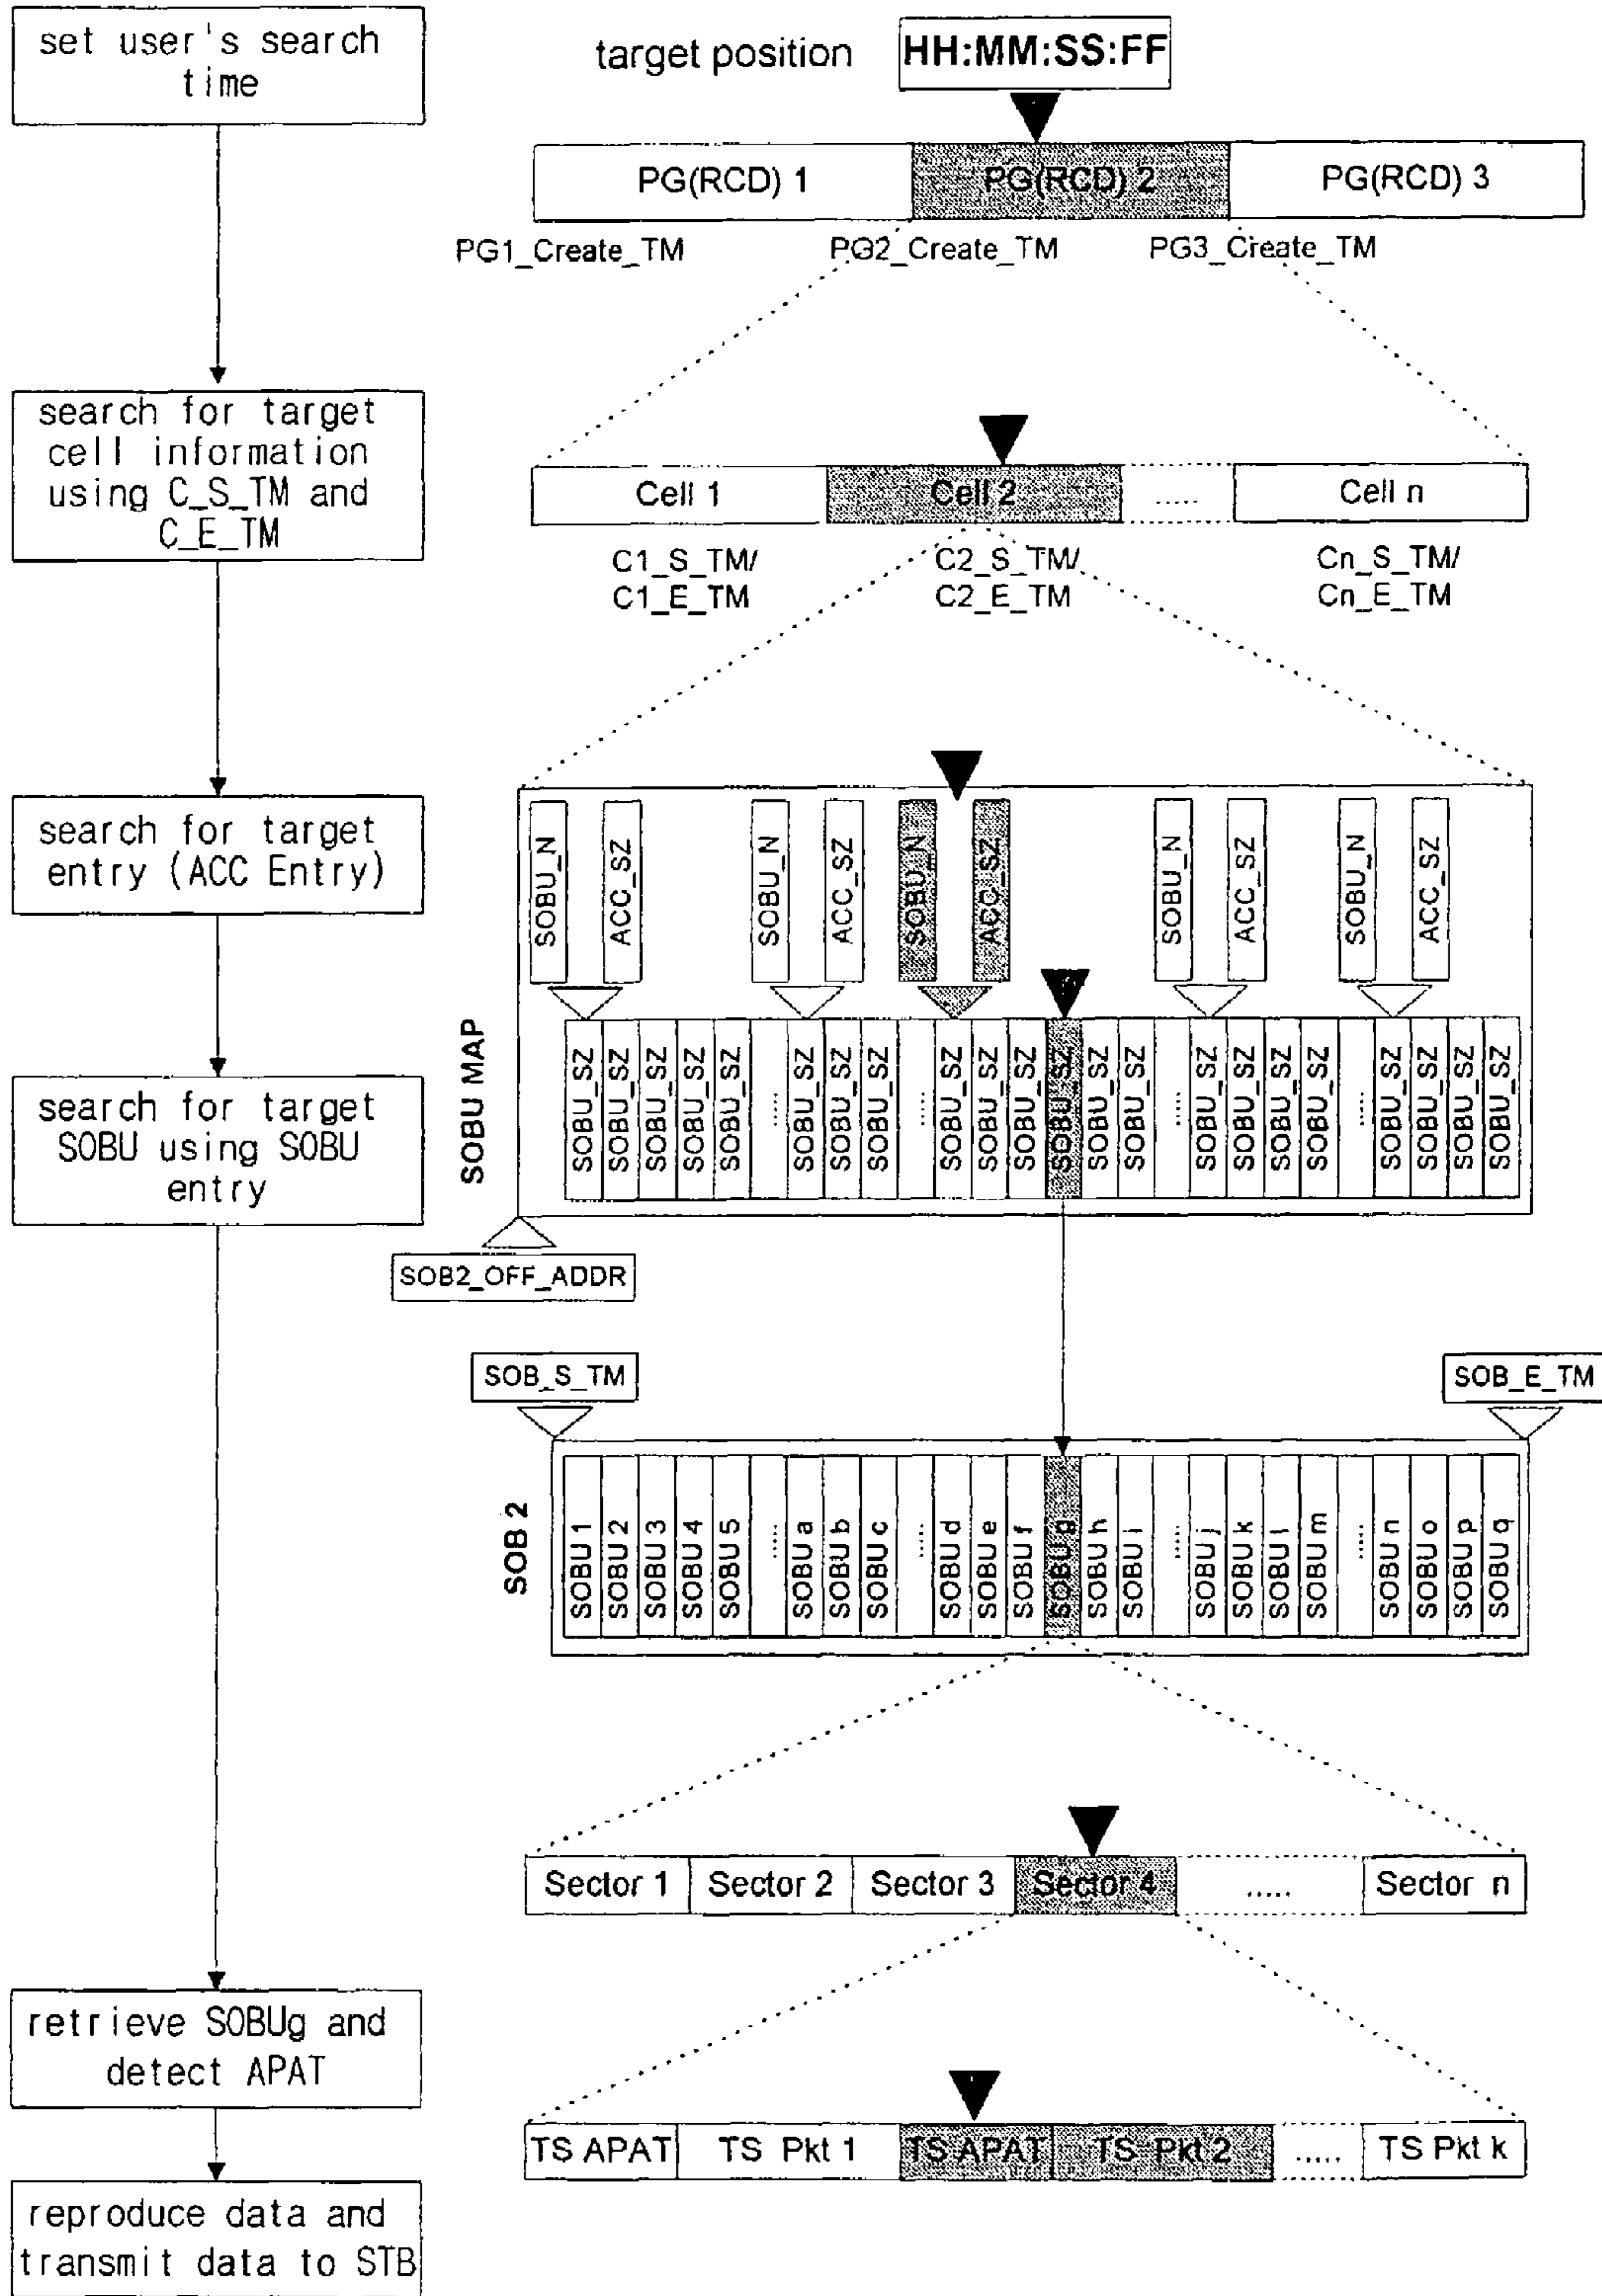 set user's search
time
target position
HH:MM:SS:FF
PG(RCD) 1
PG(RCD) 2
PG(RCD) 3
PG1_Create_TM
PG2_Create_TM
PG3_Create_TM
search for target
cell information
using C_S_TM and
C_E_TM
Cell 1
Cell 2
.....
Cell n
C1_S_TM/
C1_E_TM
C2_S_TM/
C2_E_TM
Cn_S_TM/
Cn_E_TM
search for target
entry (ACC Entry)
SOBU_N
ACC_SZ
SOBU_N
ACC_SZ
SOBU_N
ACC_SZ
SOBU_N
ACC_SZ
SOBU_N
ACC_SZ
search for target
SOBU using SOBU
entry
SOBU MAP
SOBU_SZ
SOBU_SZ
SOBU_SZ
SOBU_SZ
SOBU_SZ
.....
SOBU_SZ
SOBU_SZ
SOBU_SZ
.....
SOBU_SZ
SOBU_SZ
SOBU_SZ
SOBU_SZ
SOBU_SZ
SOBU_SZ
.....
SOBU_SZ
SOBU_SZ
SOBU_SZ
SOBU_SZ
.....
SOBU_SZ
SOBU_SZ
SOBU_SZ
SOBU_SZ
SOB2_OFF_ADDR
SOB_S_TM
SOB_E_TM
SOB 2
SOBU 1
SOBU 2
SOBU 3
SOBU 4
SOBU 5
.....
SOBU a
SOBU b
SOBU c
.....
SOBU d
SOBU e
SOBU f
SOBU g
SOBU h
SOBU i
.....
SOBU j
SOBU k
SOBU l
SOBU m
.....
SOBU n
SOBU o
SOBU p
SOBU q
Sector 1
Sector 2
Sector 3
Sector 4
.....
Sector n
retrieve SOBUg and
detect APAT
TS APAT
TS Pkt 1
TS APAT
TS Pkt 2
.....
TS Pkt k
reproduce data and
transmit data to STB